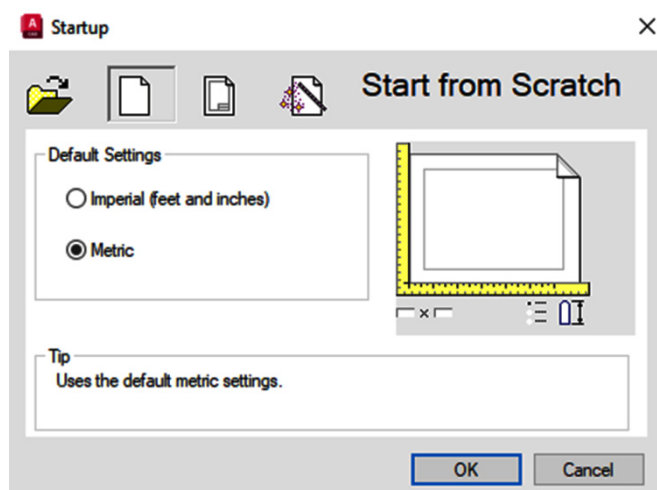 Startup
Start from Scratch
Default Settings
Imperial (feet and inches)
Metric
Tip
Uses the default metric settings.
OK
Cancel